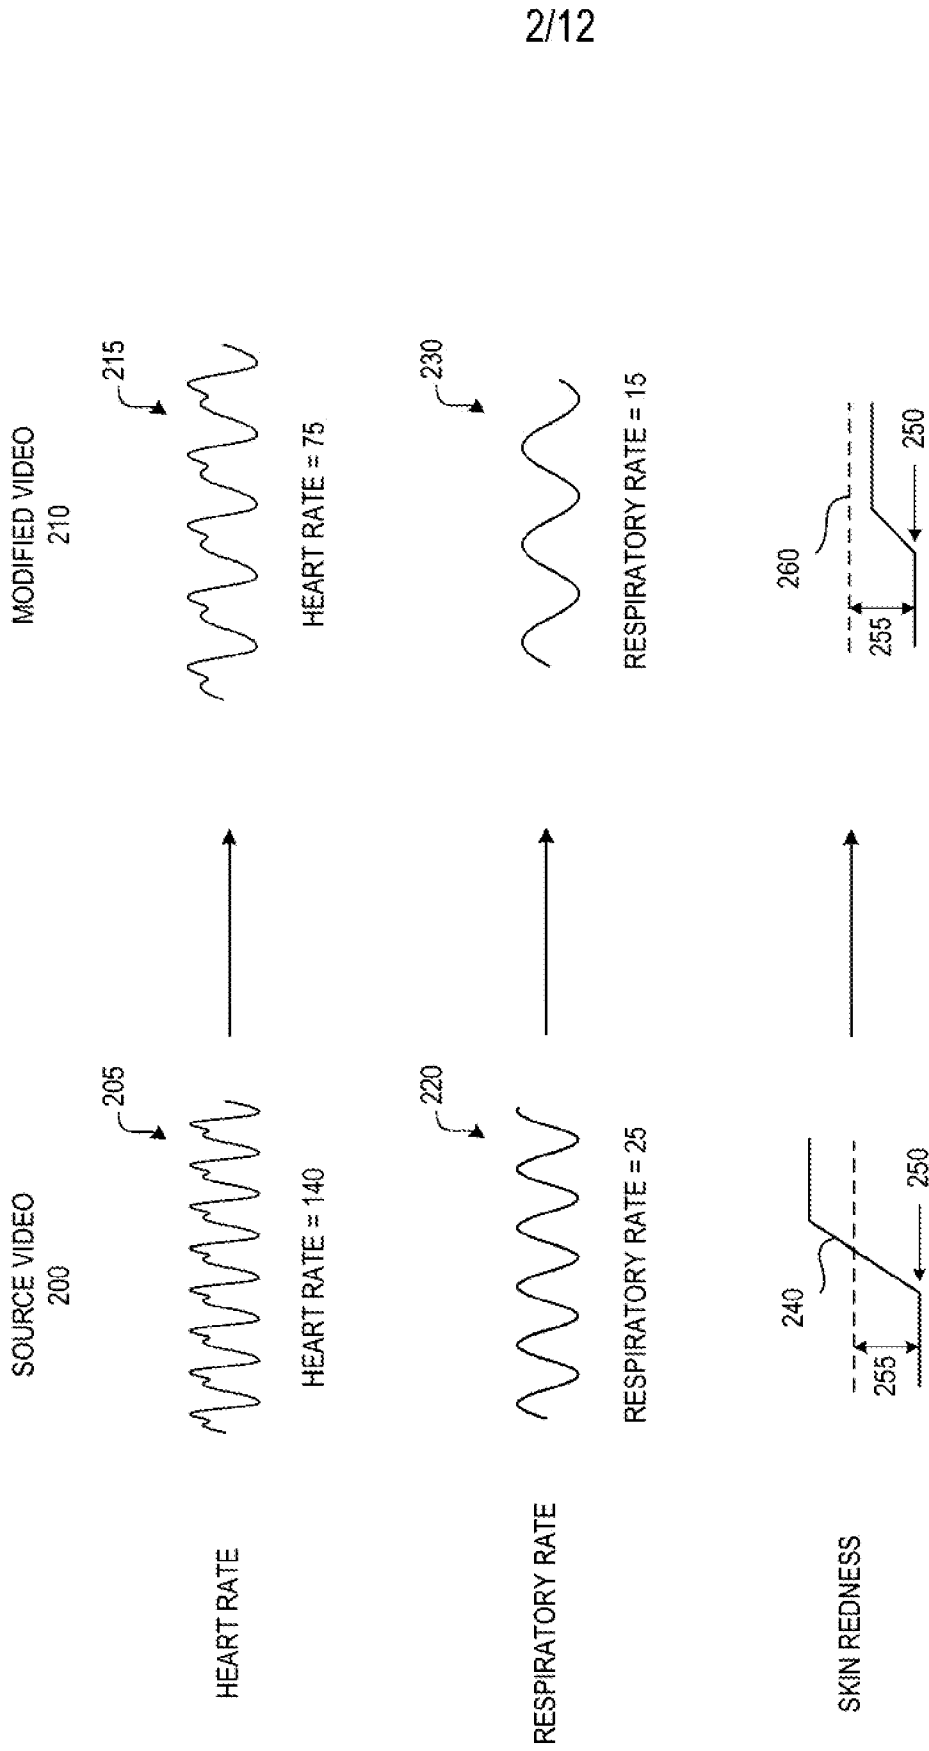 2/12
SOURCE VIDEO
200
MODIFIED VIDEO
210
HEART RATE
205
HEART RATE = 140
215
HEART RATE = 75
RESPIRATORY RATE
220
RESPIRATORY RATE = 25
230
RESPIRATORY RATE = 15
SKIN REDNESS
240
255
250
260
255
250